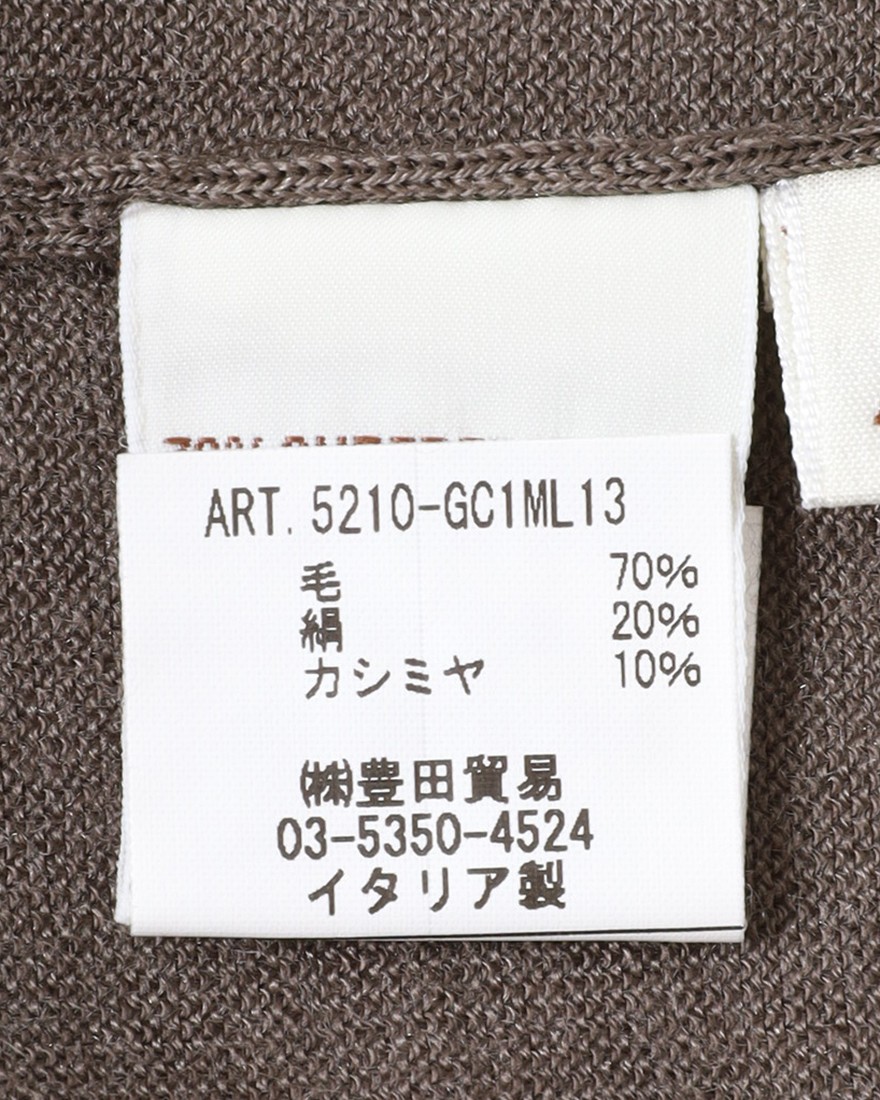 ART. 5210-GC1ML13
毛 70%
絹 20%
カシミヤ 10%
㈱豊田貿易
03-5350-4524
イタリア製